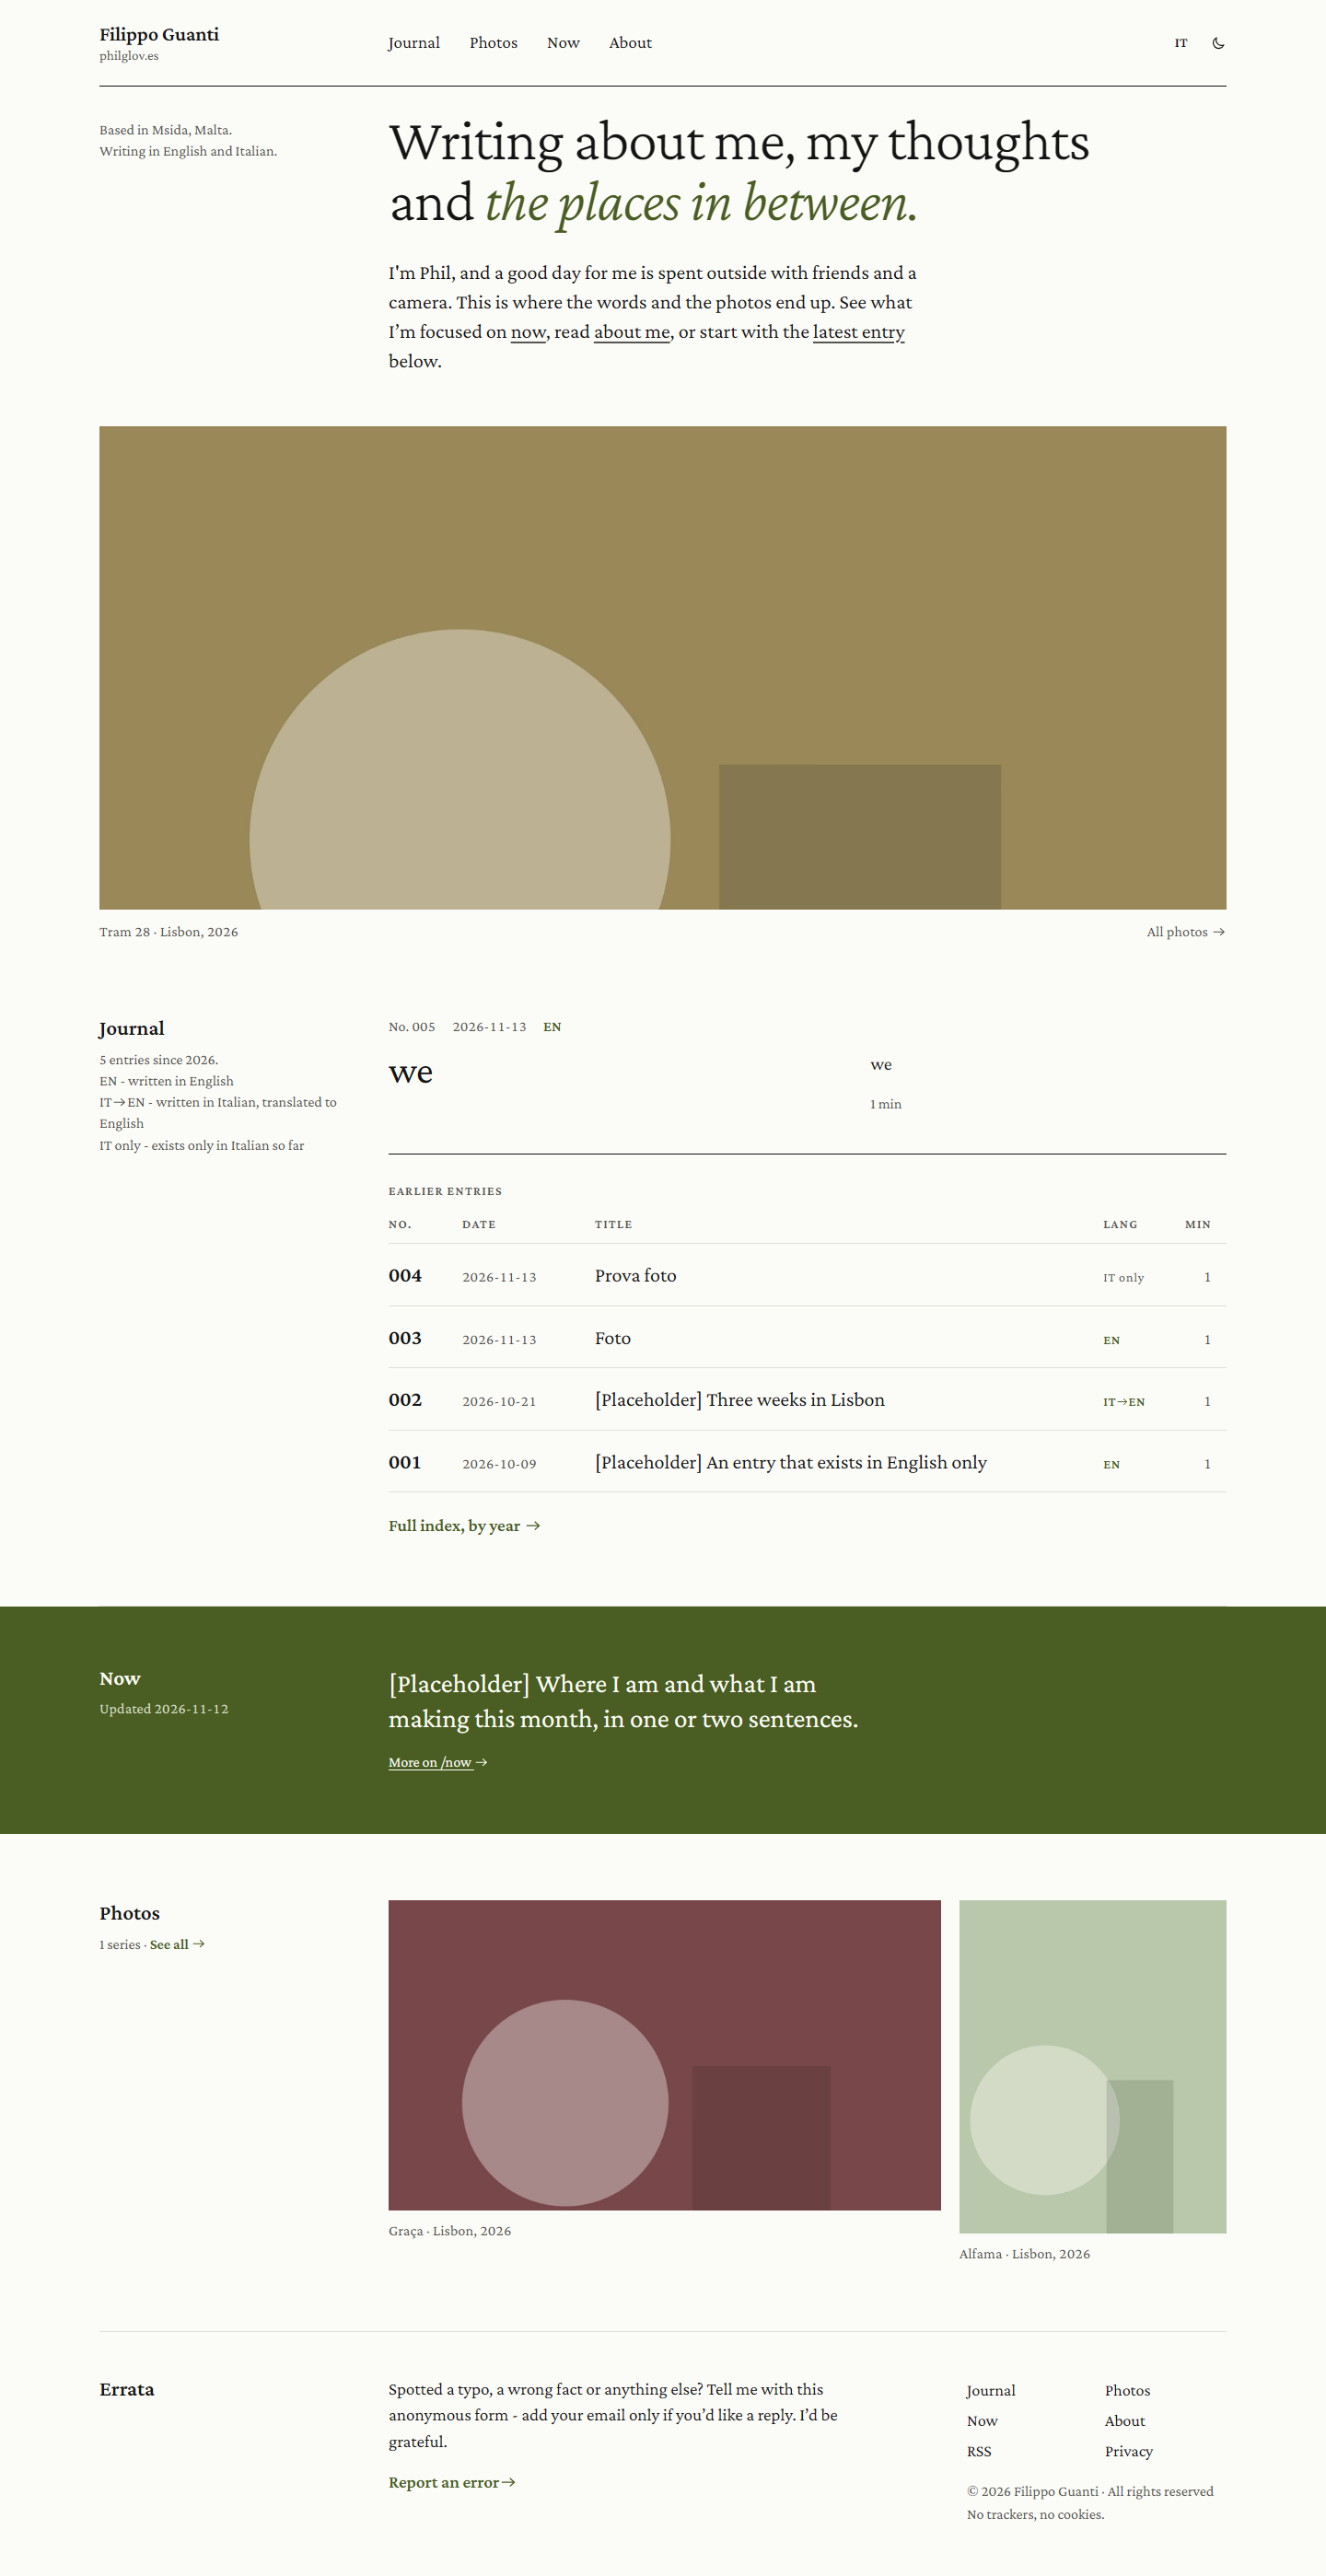 Filippo Guanti
philglov.es
Journal Photos Now About
IT
Based in Msida, Malta.
Writing in English and Italian.
Writing about me, my thoughts
and the places in between.
I'm Phil, and a good day for me is spent outside with friends and a
camera. This is where the words and the photos end up. See what
I’m focused on now, read about me, or start with the latest entry
below.
Tram 28 · Lisbon, 2026
All photos →
Journal
5 entries since 2026.
EN - written in English
IT→EN - written in Italian, translated to
English
IT only - exists only in Italian so far
No. 005 2026-11-13 EN
we
we
1 min
EARLIER ENTRIES
NO. DATE TITLE LANG MIN
004 2026-11-13 Prova foto IT only 1
003 2026-11-13 Foto EN 1
002 2026-10-21 [Placeholder] Three weeks in Lisbon IT→EN 1
001 2026-10-09 [Placeholder] An entry that exists in English only EN 1
Full index, by year →
Now
Updated 2026-11-12
[Placeholder] Where I am and what I am
making this month, in one or two sentences.
More on /now →
Photos
1 series · See all →
Graça · Lisbon, 2026
Alfama · Lisbon, 2026
Errata
Spotted a typo, a wrong fact or anything else? Tell me with this
anonymous form - add your email only if you’d like a reply. I’d be
grateful.
Report an error→
Journal Photos
Now About
RSS Privacy
© 2026 Filippo Guanti · All rights reserved
No trackers, no cookies.